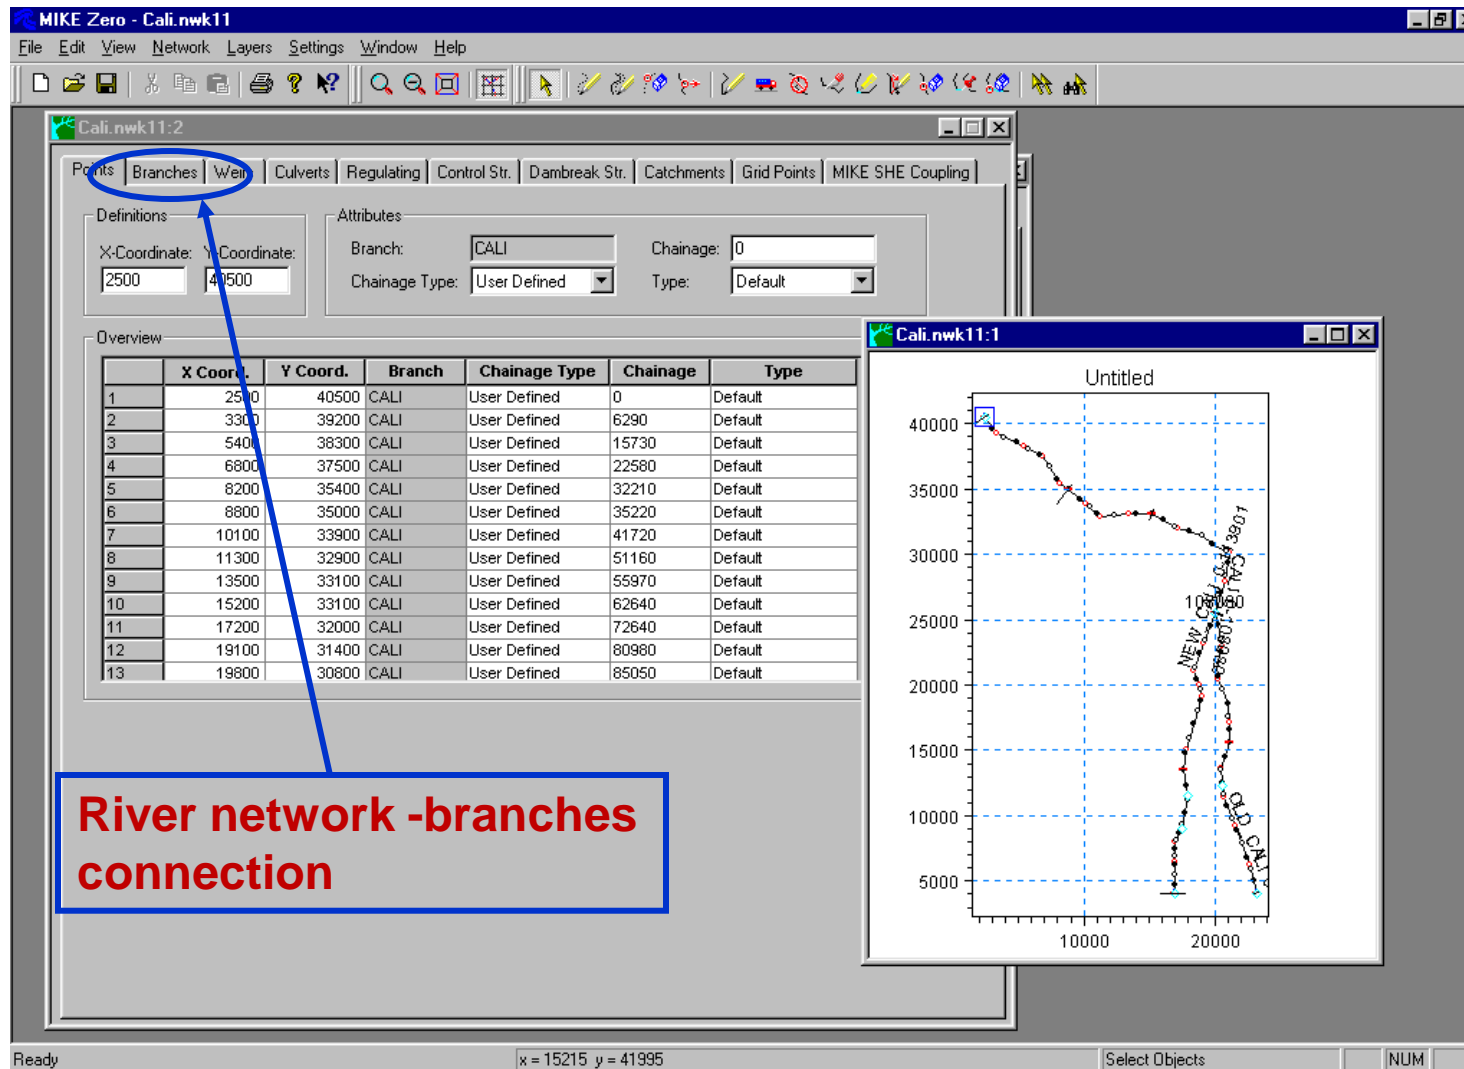 MIKE Zero - Cali.nwk11
File Edit View Network Layers Settings Window Help
Cali.nwk11:2
Points Branches Weirs Culverts Regulating Control Str. Dambreak Str. Catchments Grid Points MIKE SHE Coupling
Definitions Attributes
X-Coordinate: Y-Coordinate: Branch: CALI Chainage: 0
2500 40500 Chainage Type: User Defined Type: Default
Overview
X Coord. Y Coord. Branch Chainage Type Chainage Type
1 2500 40500 CALI User Defined 0 Default
2 3300 39200 CALI User Defined 6290 Default
3 5400 38300 CALI User Defined 15730 Default
4 6800 37500 CALI User Defined 22580 Default
5 8200 35400 CALI User Defined 32210 Default
6 8800 35000 CALI User Defined 35220 Default
7 10100 33900 CALI User Defined 41720 Default
8 11300 32900 CALI User Defined 51160 Default
9 13500 33100 CALI User Defined 55970 Default
10 15200 33100 CALI User Defined 62640 Default
11 17200 32000 CALI User Defined 72640 Default
12 19100 31400 CALI User Defined 80980 Default
13 19800 30800 CALI User Defined 85050 Default
River network -branches
connection
Cali.nwk11:1
Untitled
40000
35000
30000
25000
20000
15000
10000
5000
10000 20000
NEW
OLD CALI
Ready x = 15215 y = 41995 Select Objects NUM